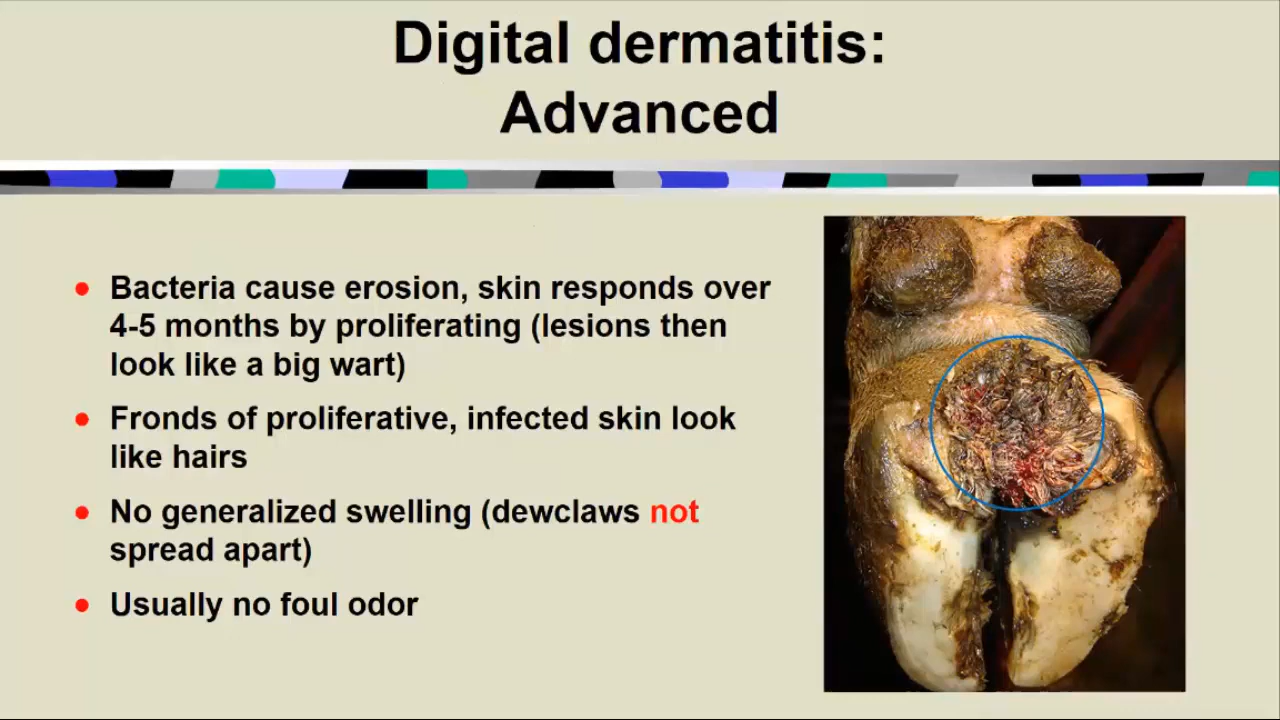 Digital dermatitis:
Advanced
Bacteria cause erosion, skin responds over
4-5 months by proliferating (lesions then
look like a big wart)
Fronds of proliferative, infected skin look
like hairs
No generalized swelling (dewclaws not
spread apart)
Usually no foul odor